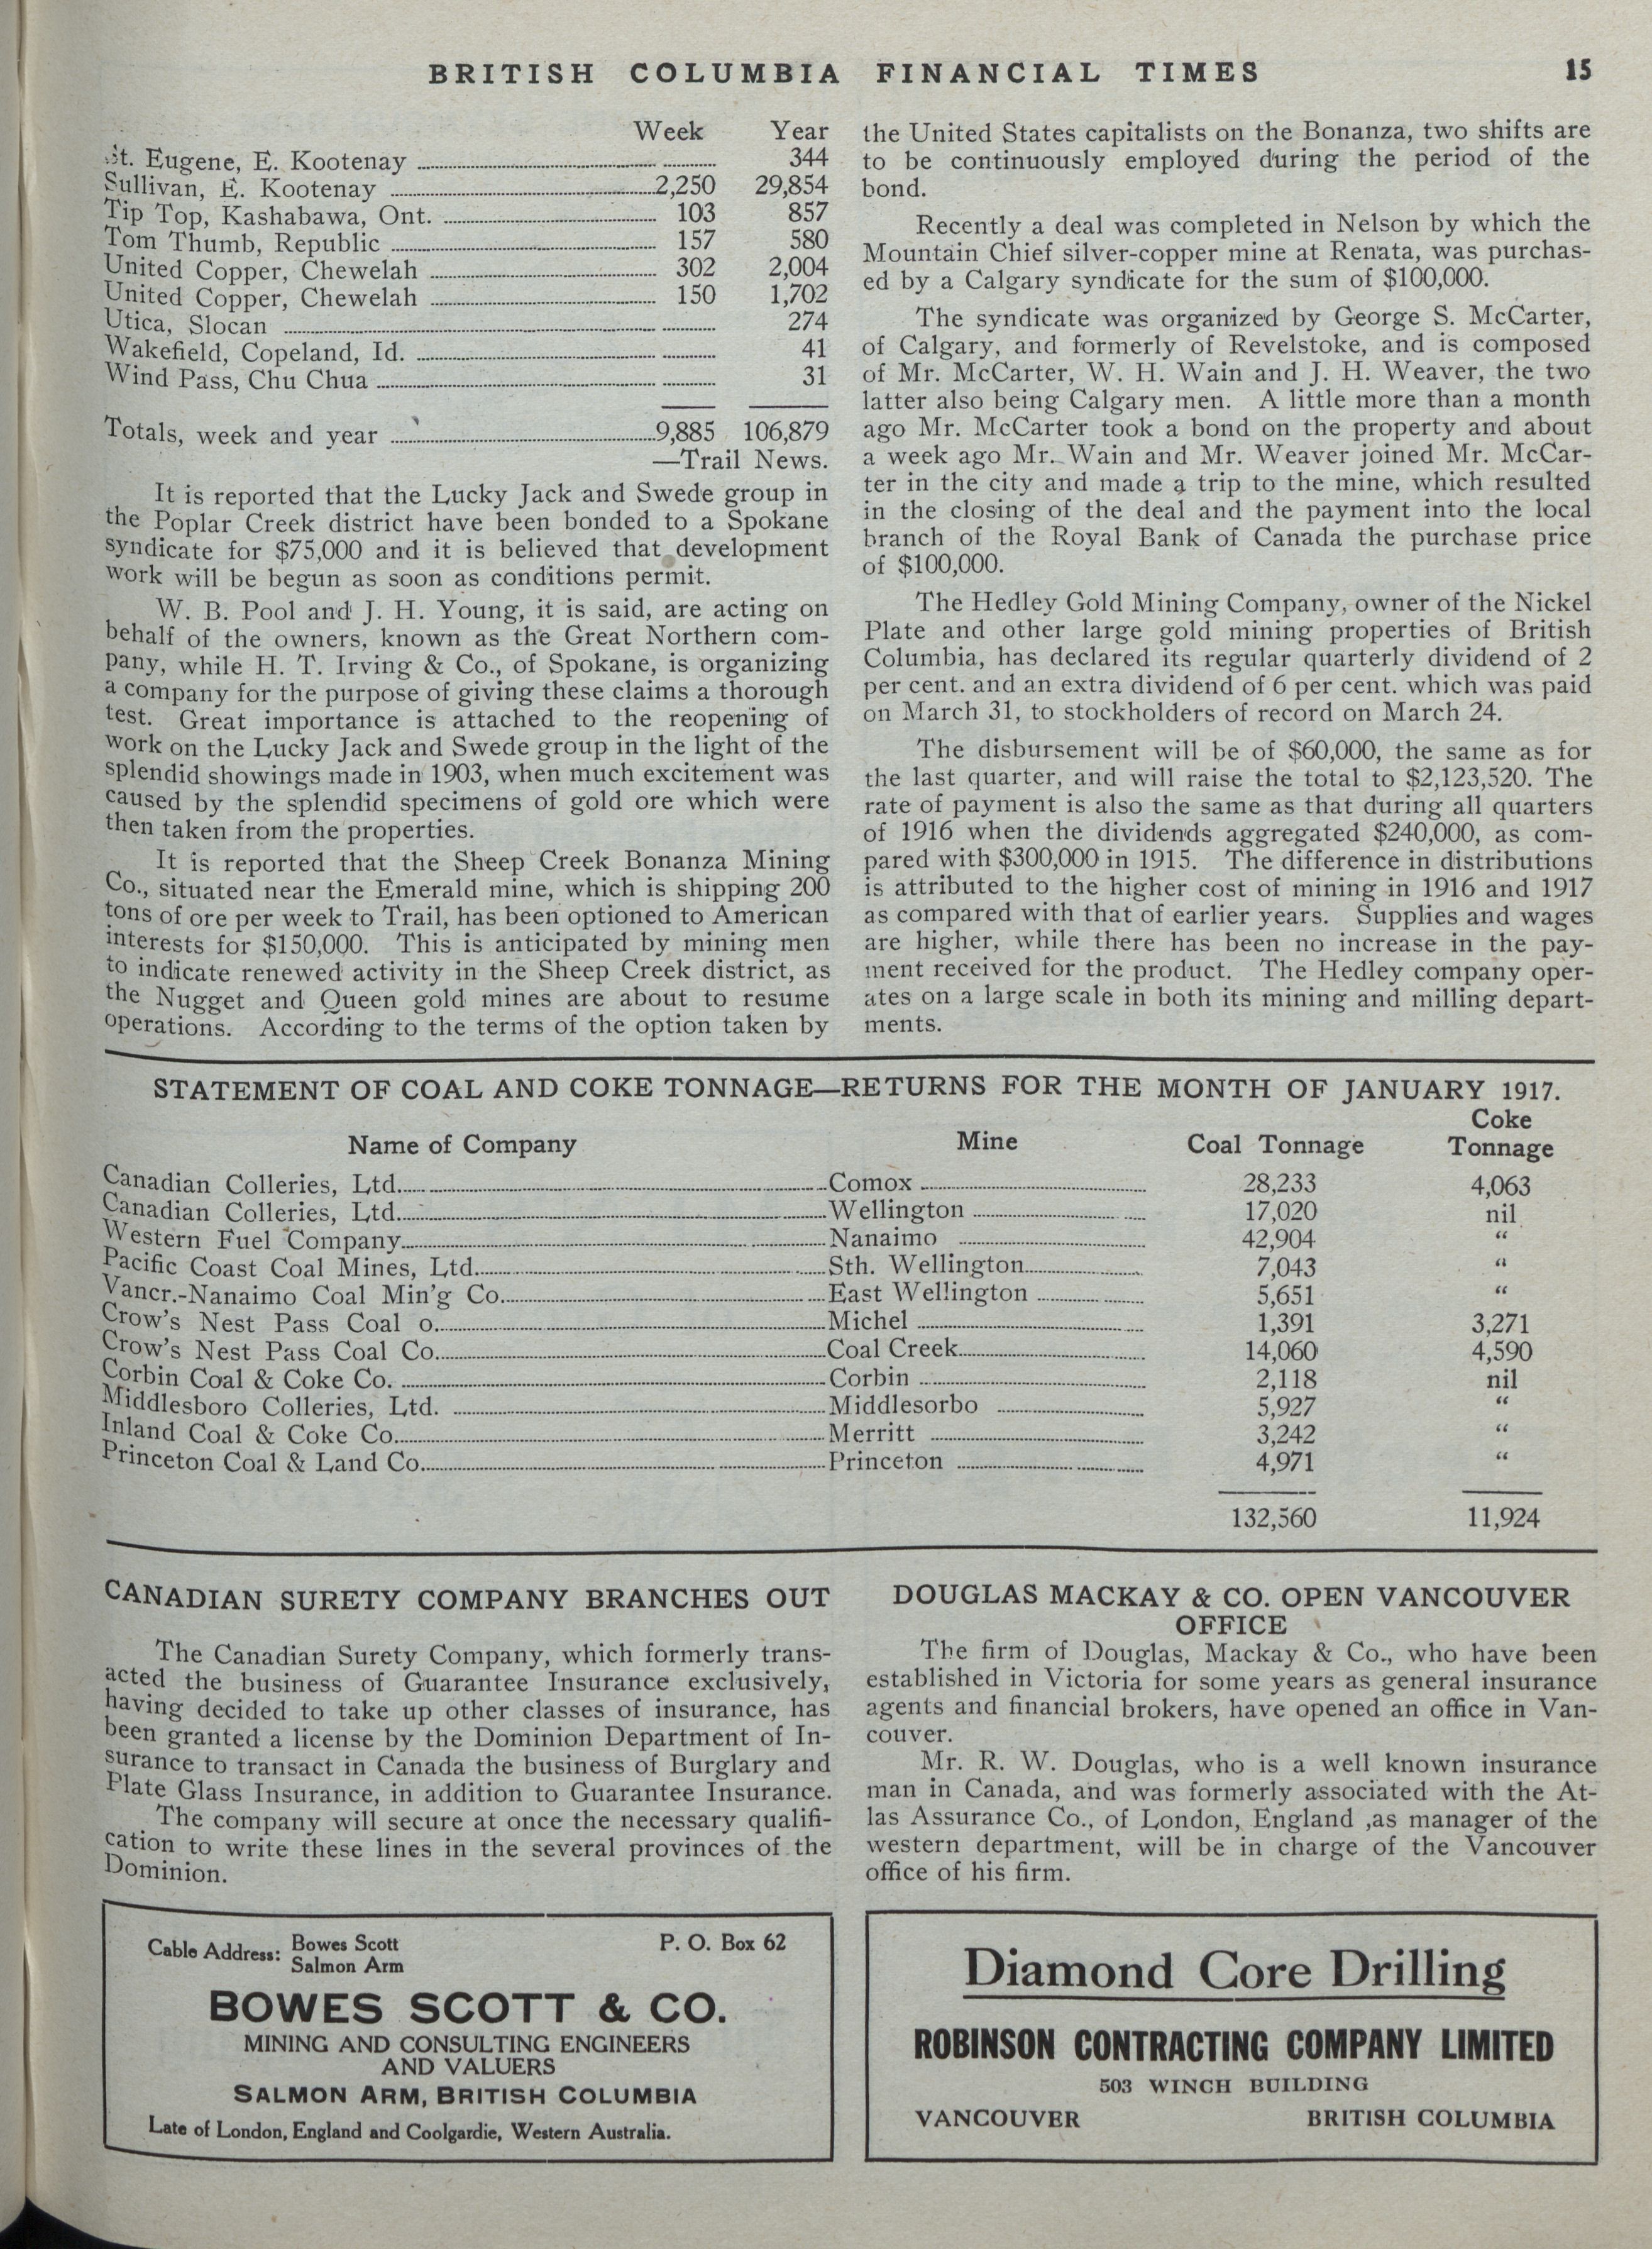 BRITISH COLUMBIA FINANCIAL TIMES 15
Week Year
St. Eugene, E. Kootenay 344
Sullivan, E. Kootenay 2,250 29,854
Tip Top, Kashabawa, Ont. 103 857
Tom Thumb, Republic 157 580
United Copper, Chewelah 302 2,004
United Copper, Chewelah 150 1,702
Utica, Slocan 274
Wakefield, Copeland, Id. 41
Wind Pass, Chu Chua 31
Totals, week and year 9,885 106,879
—Trail News.
It is reported that the Lucky Jack and Swede group in
the Poplar Creek district have been bonded to a Spokane
syndicate for $75,000 and it is believed that development
work will be begun as soon as conditions permit.
W. B. Pool and J. H. Young, it is said, are acting on
behalf of the owners, known as the Great Northern com-
pany, while H. T. Irving & Co., of Spokane, is organizing
a company for the purpose of giving these claims a thorough
test. Great importance is attached to the reopening of
work on the Lucky Jack and Swede group in the light of the
splendid showings made in 1903, when much excitement was
caused by the splendid specimens of gold ore which were
then taken from the properties.
It is reported that the Sheep Creek Bonanza Mining
Co., situated near the Emerald mine, which is shipping 200
tons of ore per week to Trail, has been optioned to American
interests for $150,000. This is anticipated by mining men
to indicate renewed activity in the Sheep Creek district, as
the Nugget and Queen gold mines are about to resume
operations. According to the terms of the option taken by
the United States capitalists on the Bonanza, two shifts are
to be continuously employed during the period of the
bond.
Recently a deal was completed in Nelson by which the
Mountain Chief silver-copper mine at Renata, was purchas-
ed by a Calgary syndicate for the sum of $100,000.
The syndicate was organized by George S. McCarter,
of Calgary, and formerly of Revelstoke, and is composed
of Mr. McCarter, W. H. Wain and J. H. Weaver, the two
latter also being Calgary men. A little more than a month
ago Mr. McCarter took a bond on the property and about
a week ago Mr. Wain and Mr. Weaver joined Mr. McCar-
ter in the city and made a trip to the mine, which resulted
in the closing of the deal and the payment into the local
branch of the Royal Bank of Canada the purchase price
of $100,000.
The Hedley Gold Mining Company, owner of the Nickel
Plate and other large gold mining properties of British
Columbia, has declared its regular quarterly dividend of 2
per cent. and an extra dividend of 6 per cent. which was paid
on March 31, to stockholders of record on March 24.
The disbursement will be of $60,000, the same as for
the last quarter, and will raise the total to $2,123,520. The
rate of payment is also the same as that during all quarters
of 1916 when the dividends aggregated $240,000, as com-
pared with $300,000 in 1915. The difference in distributions
is attributed to the higher cost of mining in 1916 and 1917
as compared with that of earlier years. Supplies and wages
are higher, while there has been no increase in the pay-
ment received for the product. The Hedley company oper-
ates on a large scale in both its mining and milling depart-
ments.
STATEMENT OF COAL AND COKE TONNAGE—RETURNS FOR THE MONTH OF JANUARY 1917.
Name of Company Mine Coal Tonnage Coke Tonnage
Canadian Colleries, Ltd. Comox 28,233 4,063
Canadian Colleries, Ltd. Wellington 17,020 nil
Western Fuel Company Nanaimo 42,904 “
Pacific Coast Coal Mines, Ltd. Sth. Wellington 7,043 “
Vancr.-Nanaimo Coal Min'g Co. East Wellington 5,651 “
Crow's Nest Pass Coal o. Michel 1,391 3,271
Crow's Nest Pass Coal Co. Coal Creek 14,060 4,590
Corbin Coal & Coke Co. Corbin 2,118 nil
Middlesboro Colleries, Ltd. Middlesorbo 5,927 “
Inland Coal & Coke Co. Merritt 3,242 “
Princeton Coal & Land Co. Princeton 4,971 “
132,560 11,924
CANADIAN SURETY COMPANY BRANCHES OUT
The Canadian Surety Company, which formerly trans-
acted the business of Guarantee Insurance exclusively,
having decided to take up other classes of insurance, has
been granted a license by the Dominion Department of In-
surance to transact in Canada the business of Burglary and
Plate Glass Insurance, in addition to Guarantee Insurance.
The company will secure at once the necessary qualifi-
cation to write these lines in the several provinces of the
Dominion.
DOUGLAS MACKAY & CO. OPEN VANCOUVER
OFFICE
The firm of Douglas, Mackay & Co., who have been
established in Victoria for some years as general insurance
agents and financial brokers, have opened an office in Van-
couver.
Mr. R. W. Douglas, who is a well known insurance
man in Canada, and was formerly associated with the At-
las Assurance Co., of London, England ,as manager of the
western department, will be in charge of the Vancouver
office of his firm.
Cable Address: Bowes Scott Salmon Arm P. O. Box 62
BOWES SCOTT & CO.
MINING AND CONSULTING ENGINEERS
AND VALUERS
SALMON ARM, BRITISH COLUMBIA
Late of London, England and Coolgardie, Western Australia.
Diamond Core Drilling
ROBINSON CONTRACTING COMPANY LIMITED
503 WINCH BUILDING
VANCOUVER BRITISH COLUMBIA